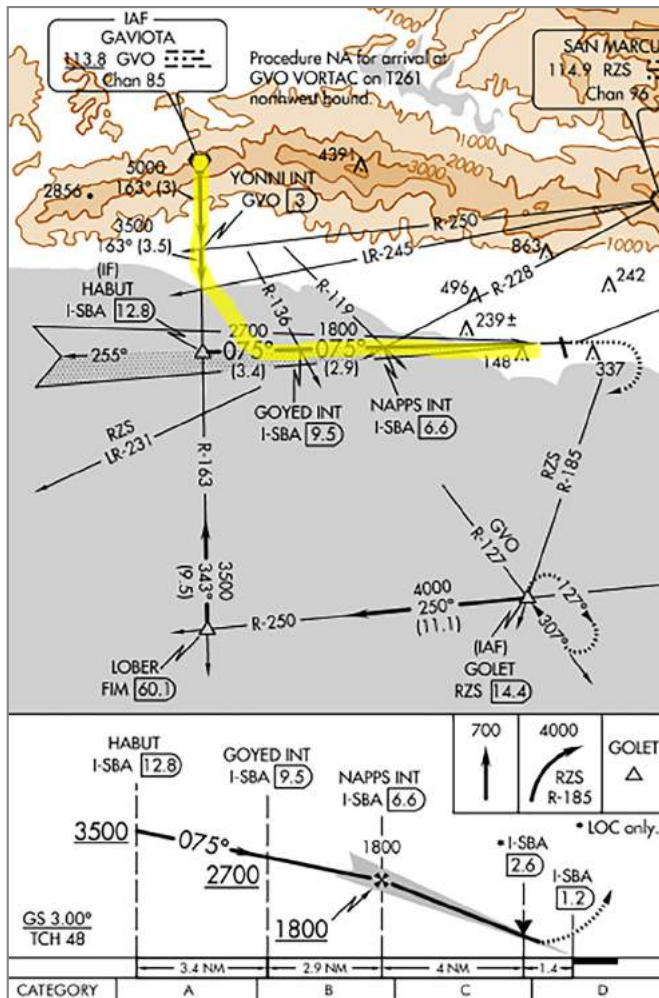 IAF
GAVIOTA
113.8 GVO
Chan 85
Procedure NA for arrival at
GVO VORTAC on T261
northwest bound.
SAN MARCU
114.9 RZS
Chan 96
1000
2000
3000
1000
4391
2856
5000
163° (3)
YONNI INT
GVO 3
3500
163° (3.5)
R-250
LR-245
863
R-228
242
496
239±
(IF)
HABUT
I-SBA 12.8
R-136
R-119
2700
1800
255°
075°
075°
(3.4)
(2.9)
148
337
GOYED INT
I-SBA 9.5
NAPPS INT
I-SBA 6.6
RZS
LR-231
R-163
RZS
R-185
GVO
R-127
3500
343°
(9.5)
4000
250°
(11.1)
R-250
127°
307°
LOBER
FIM 60.1
(IAF)
GOLET
RZS 14.4
HABUT
I-SBA 12.8
GOYED INT
I-SBA 9.5
NAPPS INT
I-SBA 6.6
700
4000
RZS
R-185
GOLET
* LOC only.
3500
075°
2700
1800
1800
* I-SBA
2.6
I-SBA
1.2
GS 3.00°
TCH 48
3.4 NM
2.9 NM
4 NM
1.4
CATEGORY
A
B
C
D